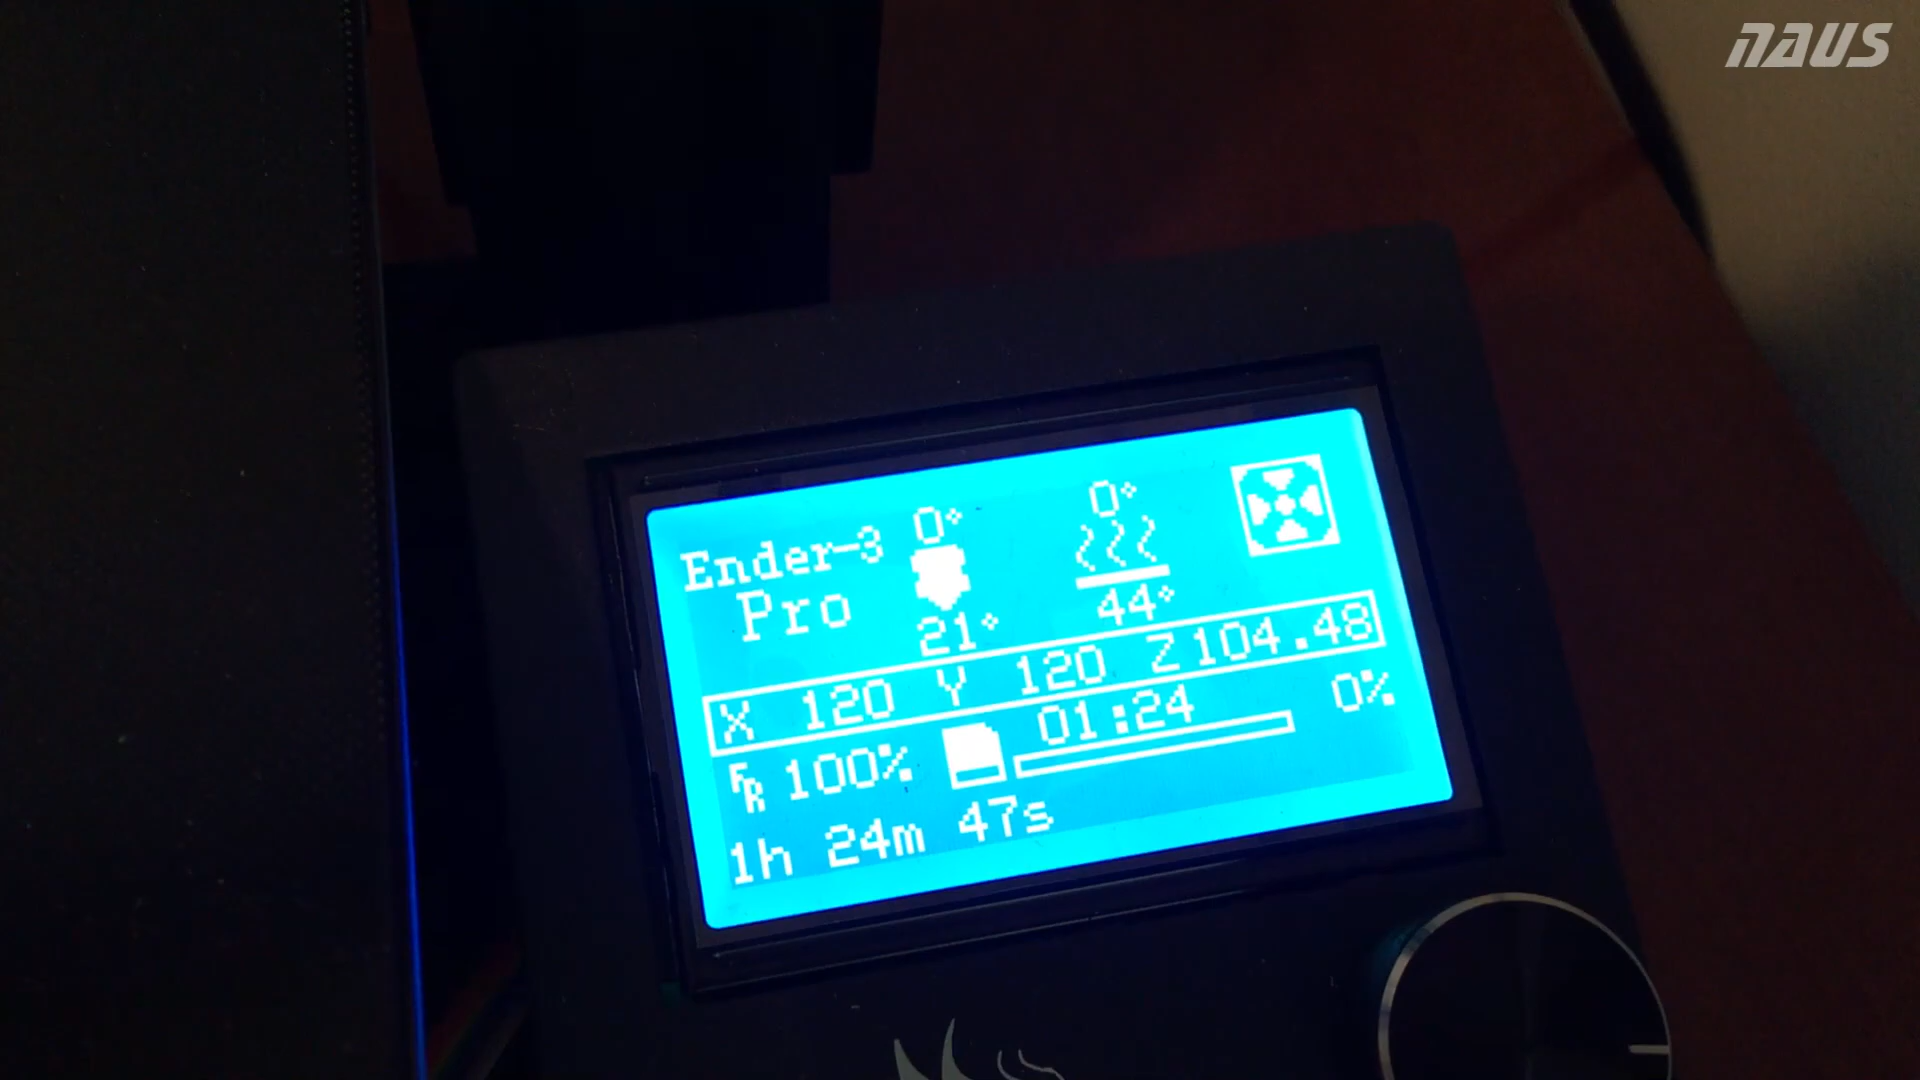 NAUS
Ender-3 Pro
0° 0°
21° 44°
X 120 Y 120 Z 104.48
FR 100% 01:24 0%
1h 24m 47s